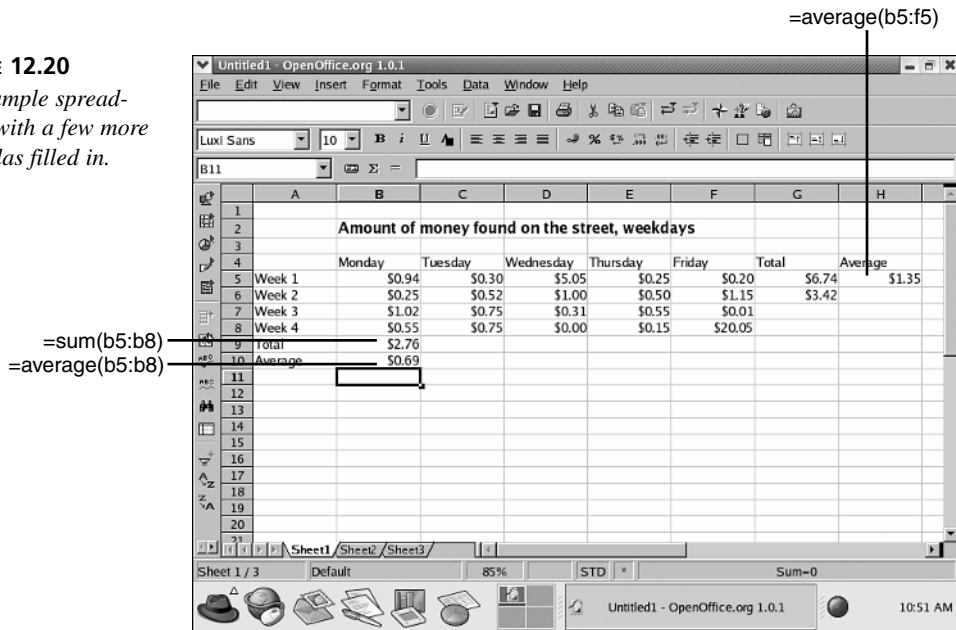 =average(b5:f5)
E 12.20
ample spread-
with a few more
las filled in.
Untitled1 - OpenOffice.org 1.0.1
File Edit View Insert Format Tools Data Window Help
Luxi Sans 10 B i U A
B11 Σ =
A B C D E F G H
1
2 Amount of money found on the street, weekdays
3
4 Monday Tuesday Wednesday Thursday Friday Total Average
5 Week 1 $0.94 $0.30 $5.05 $0.25 $0.20 $6.74 $1.35
6 Week 2 $0.25 $0.52 $1.00 $0.50 $1.15 $3.42
7 Week 3 $1.02 $0.75 $0.31 $0.55 $0.01
8 Week 4 $0.55 $0.75 $0.00 $0.15 $20.05
=sum(b5:b8)
9 Total $2.76
=average(b5:b8)
10 Average $0.69
11
12
13
14
15
16
17
18
19
20
21
Sheet1 Sheet2 Sheet3
Sheet 1 / 3 Default 85% STD * Sum=0
Untitled1 - OpenOffice.org 1.0.1 10:51 AM